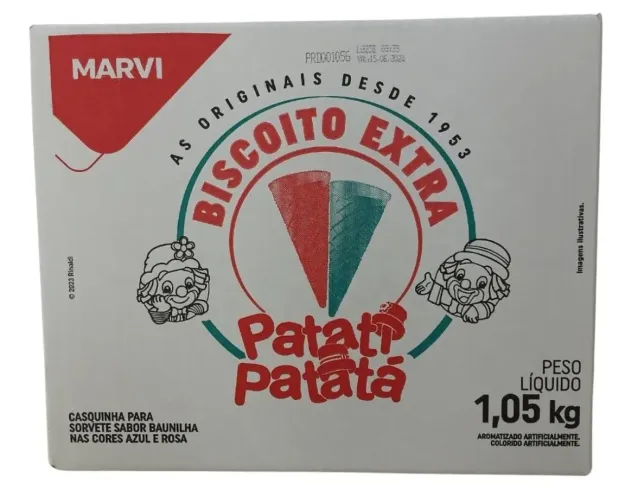 MARVI
PRD001056
AS ORIGINAIS DESDE 1953
BISCOITO EXTRA
Imagens ilustrativas.
© 2023 Rinaldi
Patati
Patatá
CASQUINHA PARA
SORVETE SABOR BAUNILHA
NAS CORES AZUL E ROSA
PESO
LÍQUIDO
1,05 kg
AROMATIZADO ARTIFICIALMENTE.
COLORIDO ARTIFICIALMENTE.